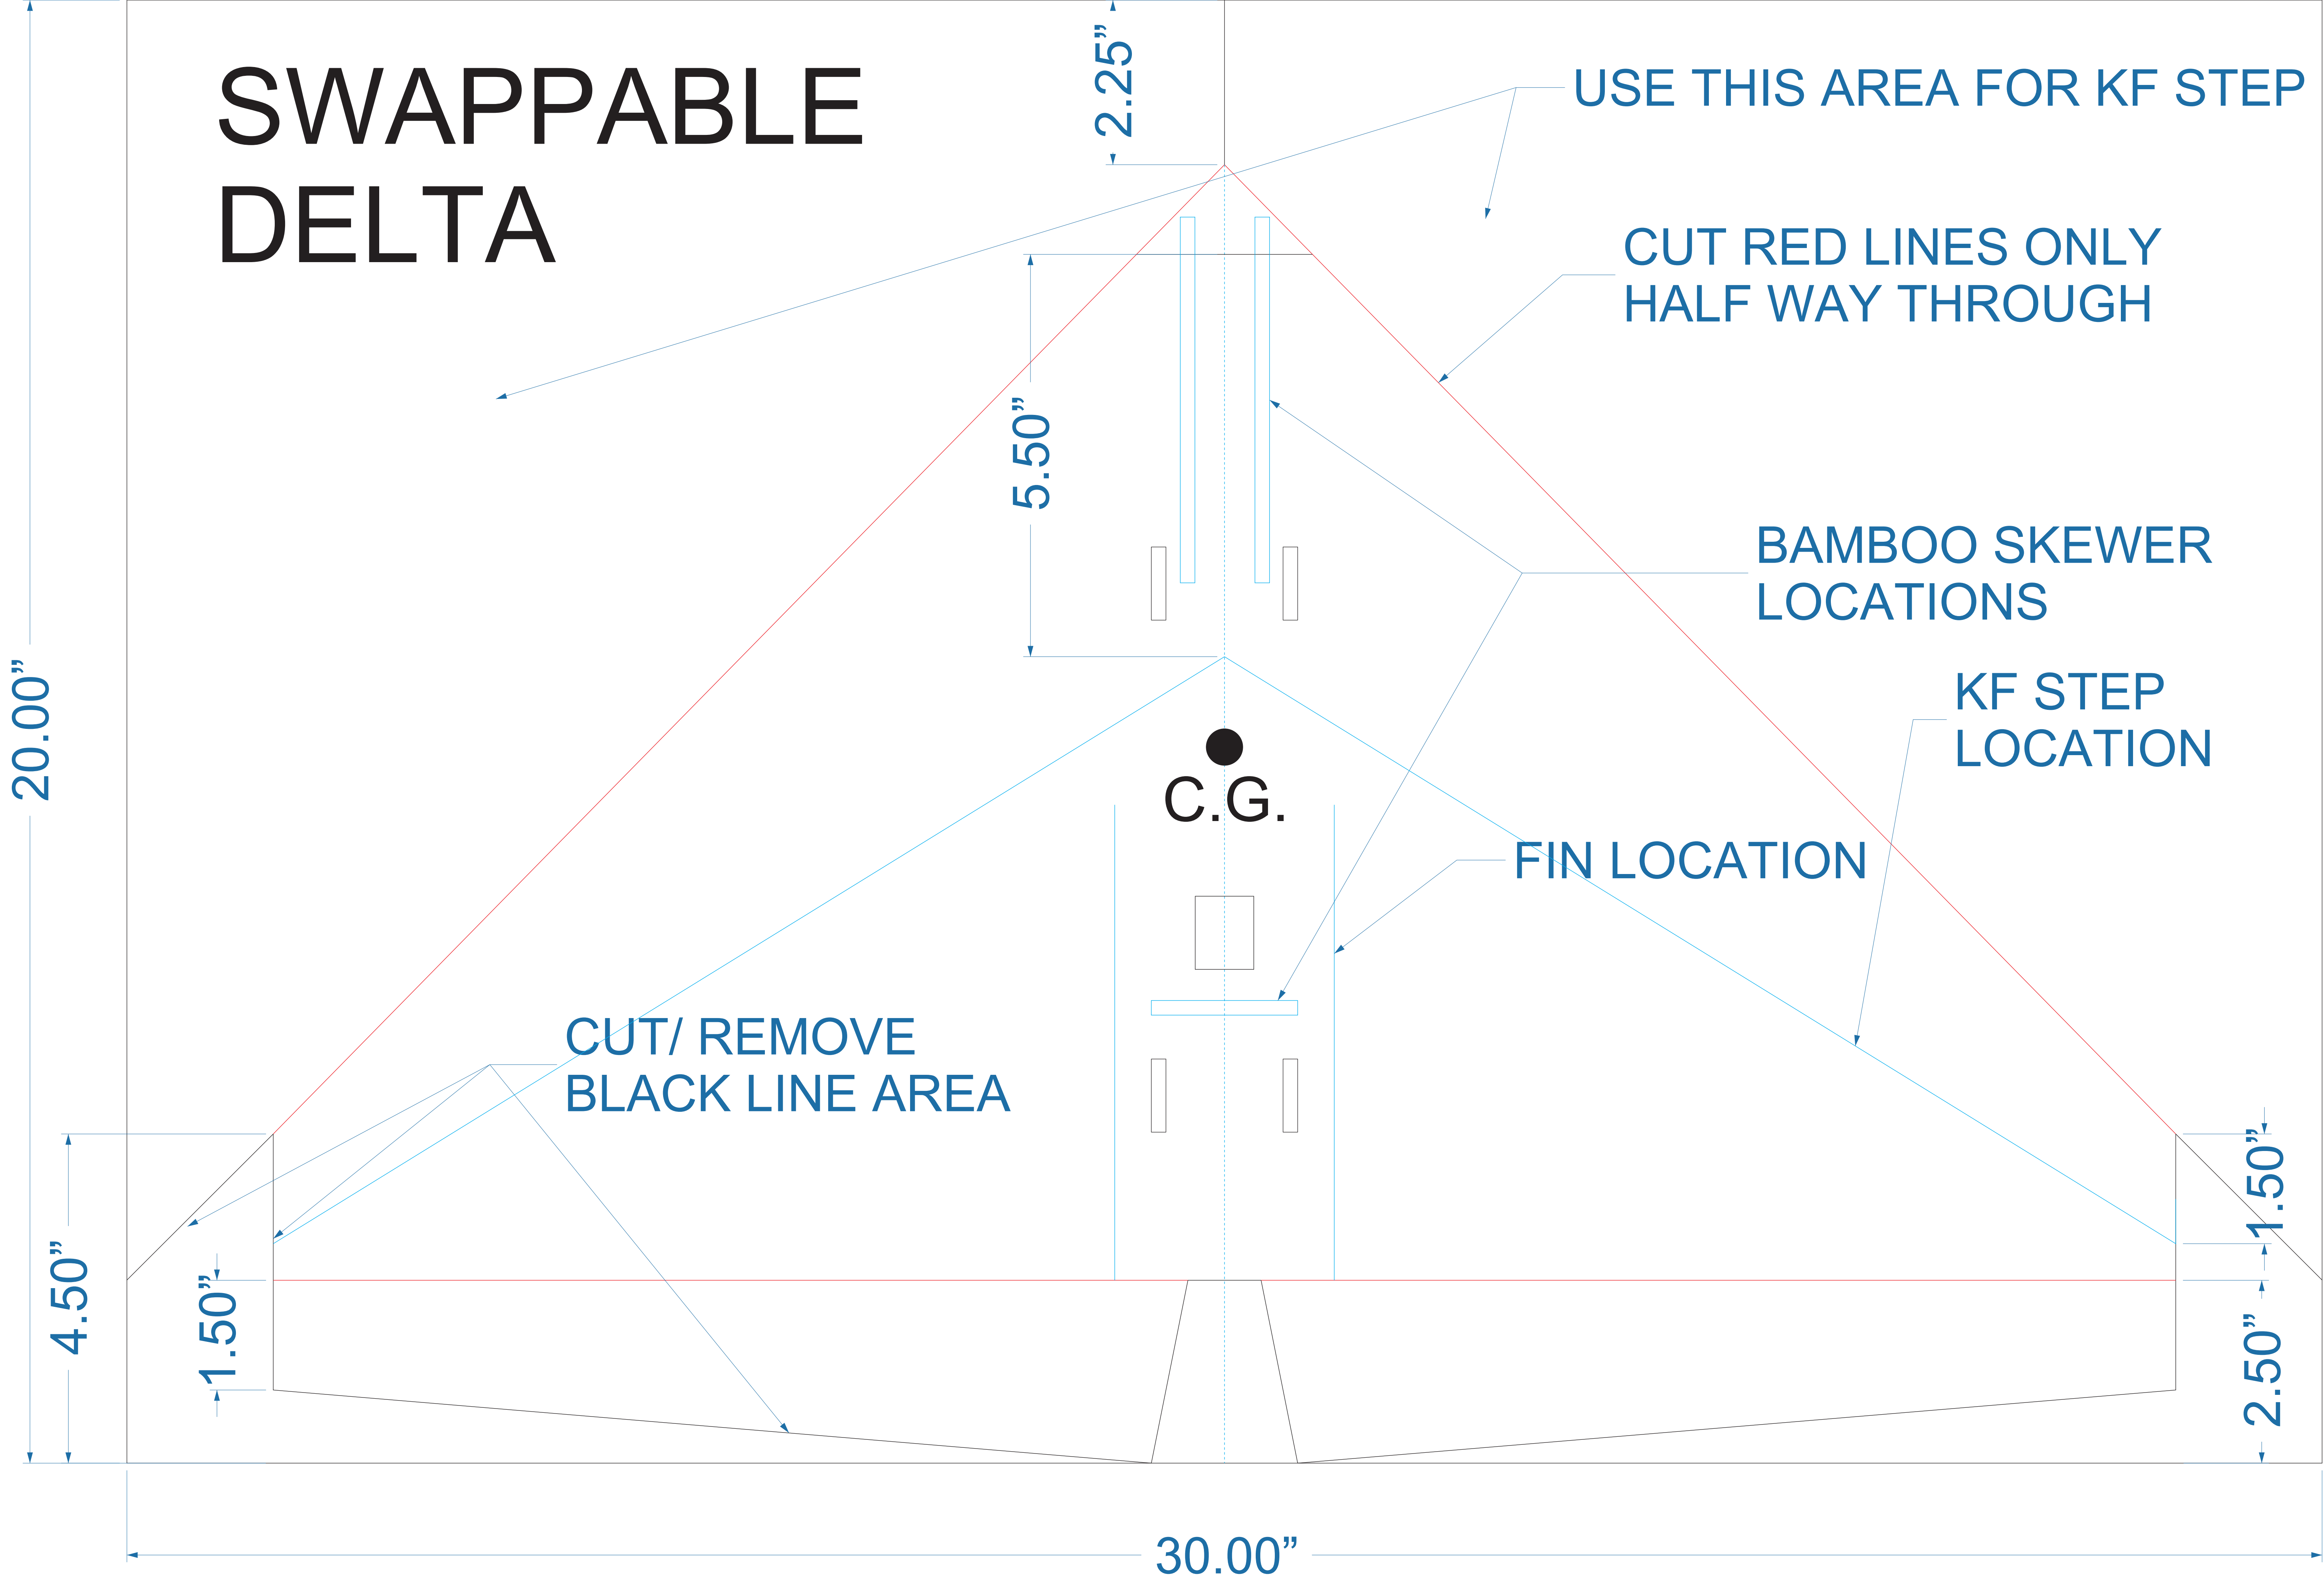 SWAPPABLE
DELTA
2.25”
USE THIS AREA FOR KF STEP
CUT RED LINES ONLY
HALF WAY THROUGH
5.50”
BAMBOO SKEWER
LOCATIONS
20.00”
KF STEP
LOCATION
C.G.
FIN LOCATION
CUT/ REMOVE
BLACK LINE AREA
1.50”
4.50”
1.50”
2.50”
30.00”